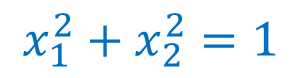 x₁² + x₂² = 1